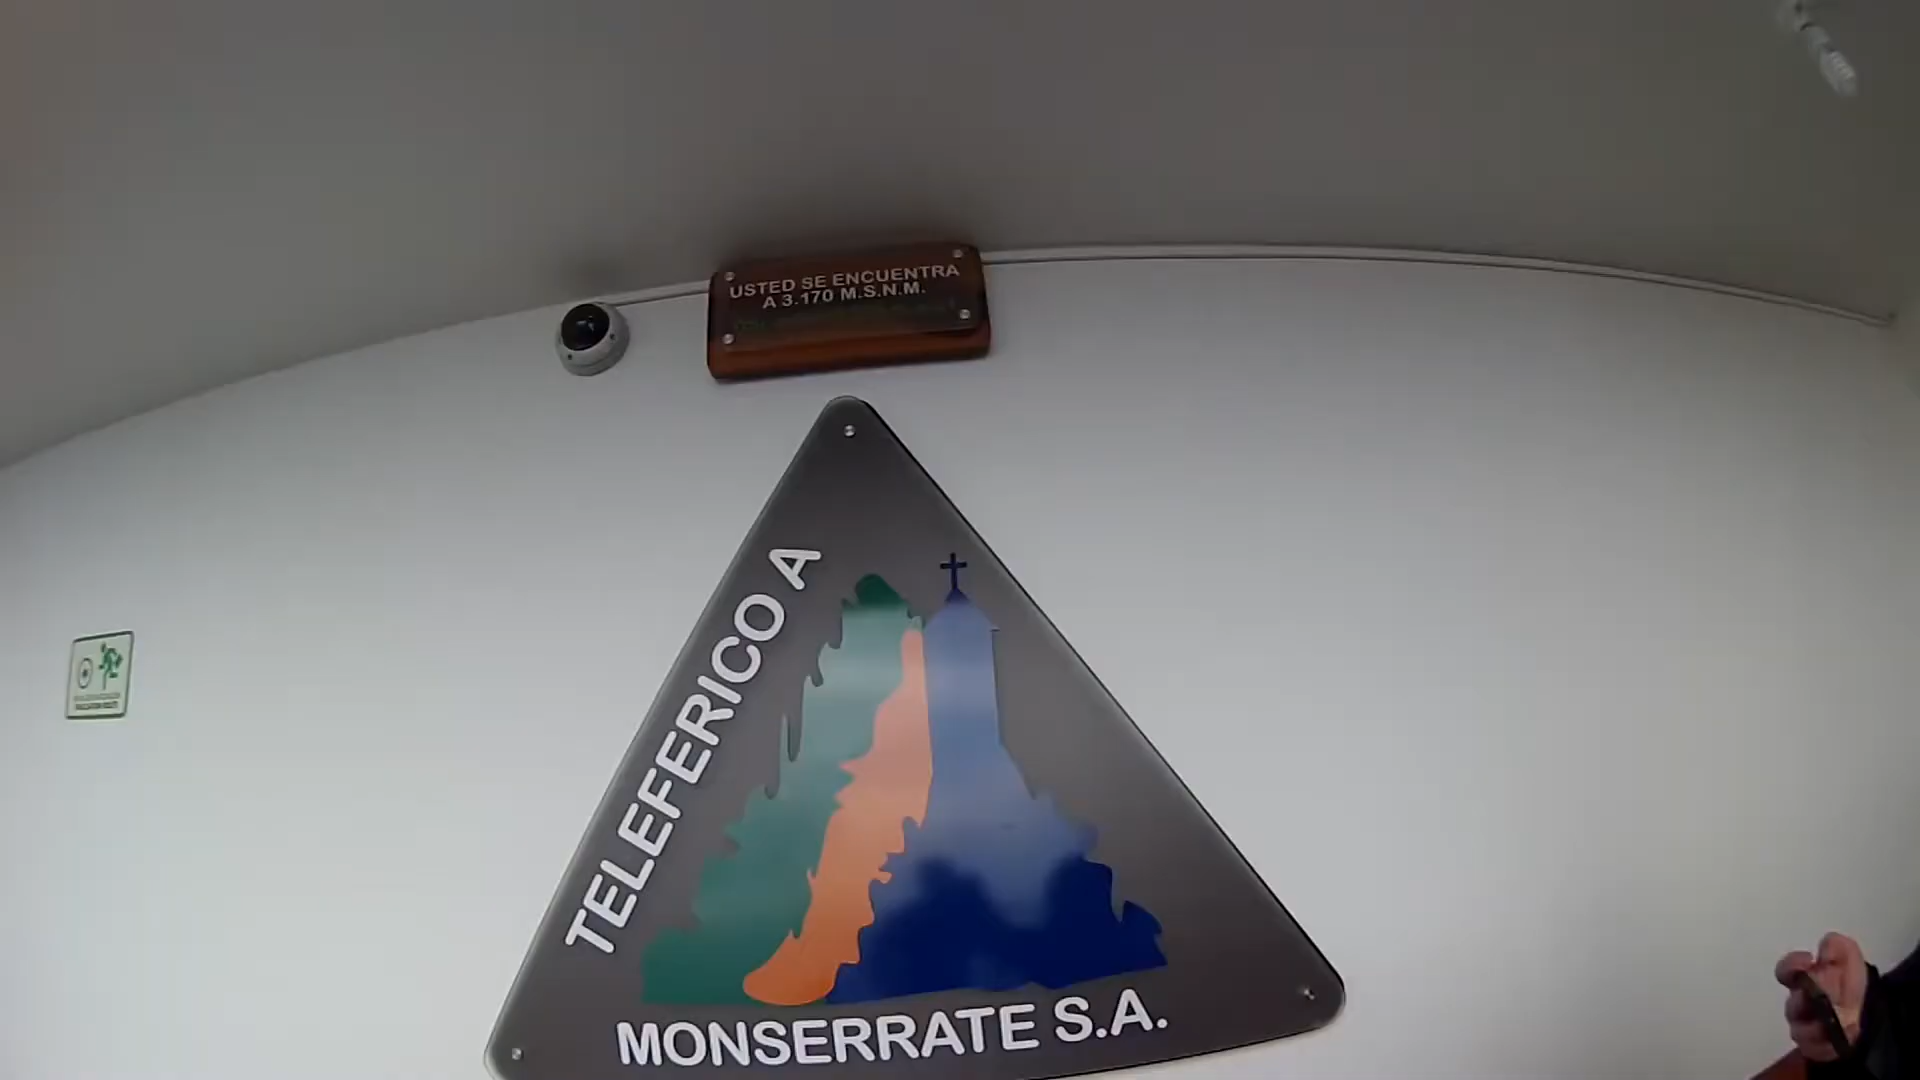 USTED SE ENCUENTRA
A 3.170 M.S.N.M.
TELEFERICO A
MONSERRATE S.A.